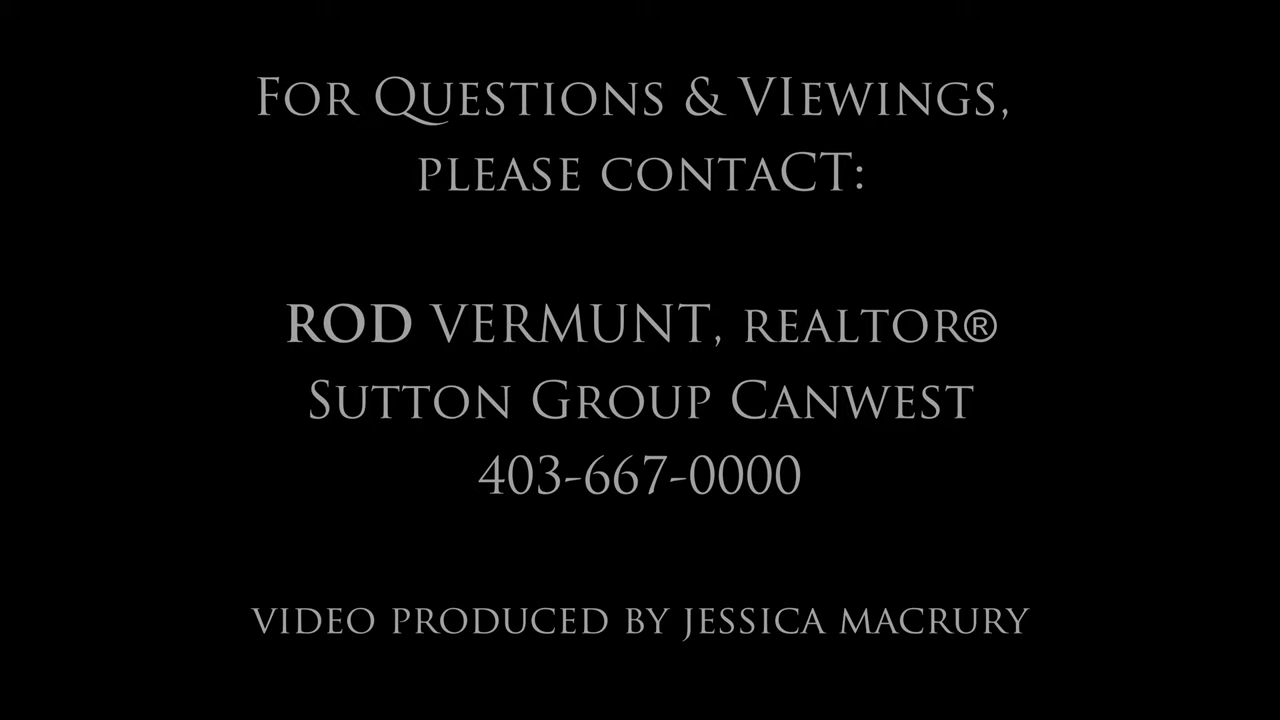 For Questions & VIewings,
please contaCT:
ROD VERMUNT, REALTOR®
Sutton Group Canwest
403-667-0000
VIDEO PRODUCED BY JESSICA MACRURY